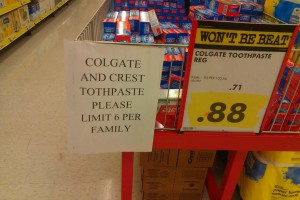 COLGATE
AND CREST
TOTHPASTE
PLEASE
LIMIT 6 PER
FAMILY
WON'T BE BEAT!
COLGATE TOOTHPASTE
REG
.71
.88